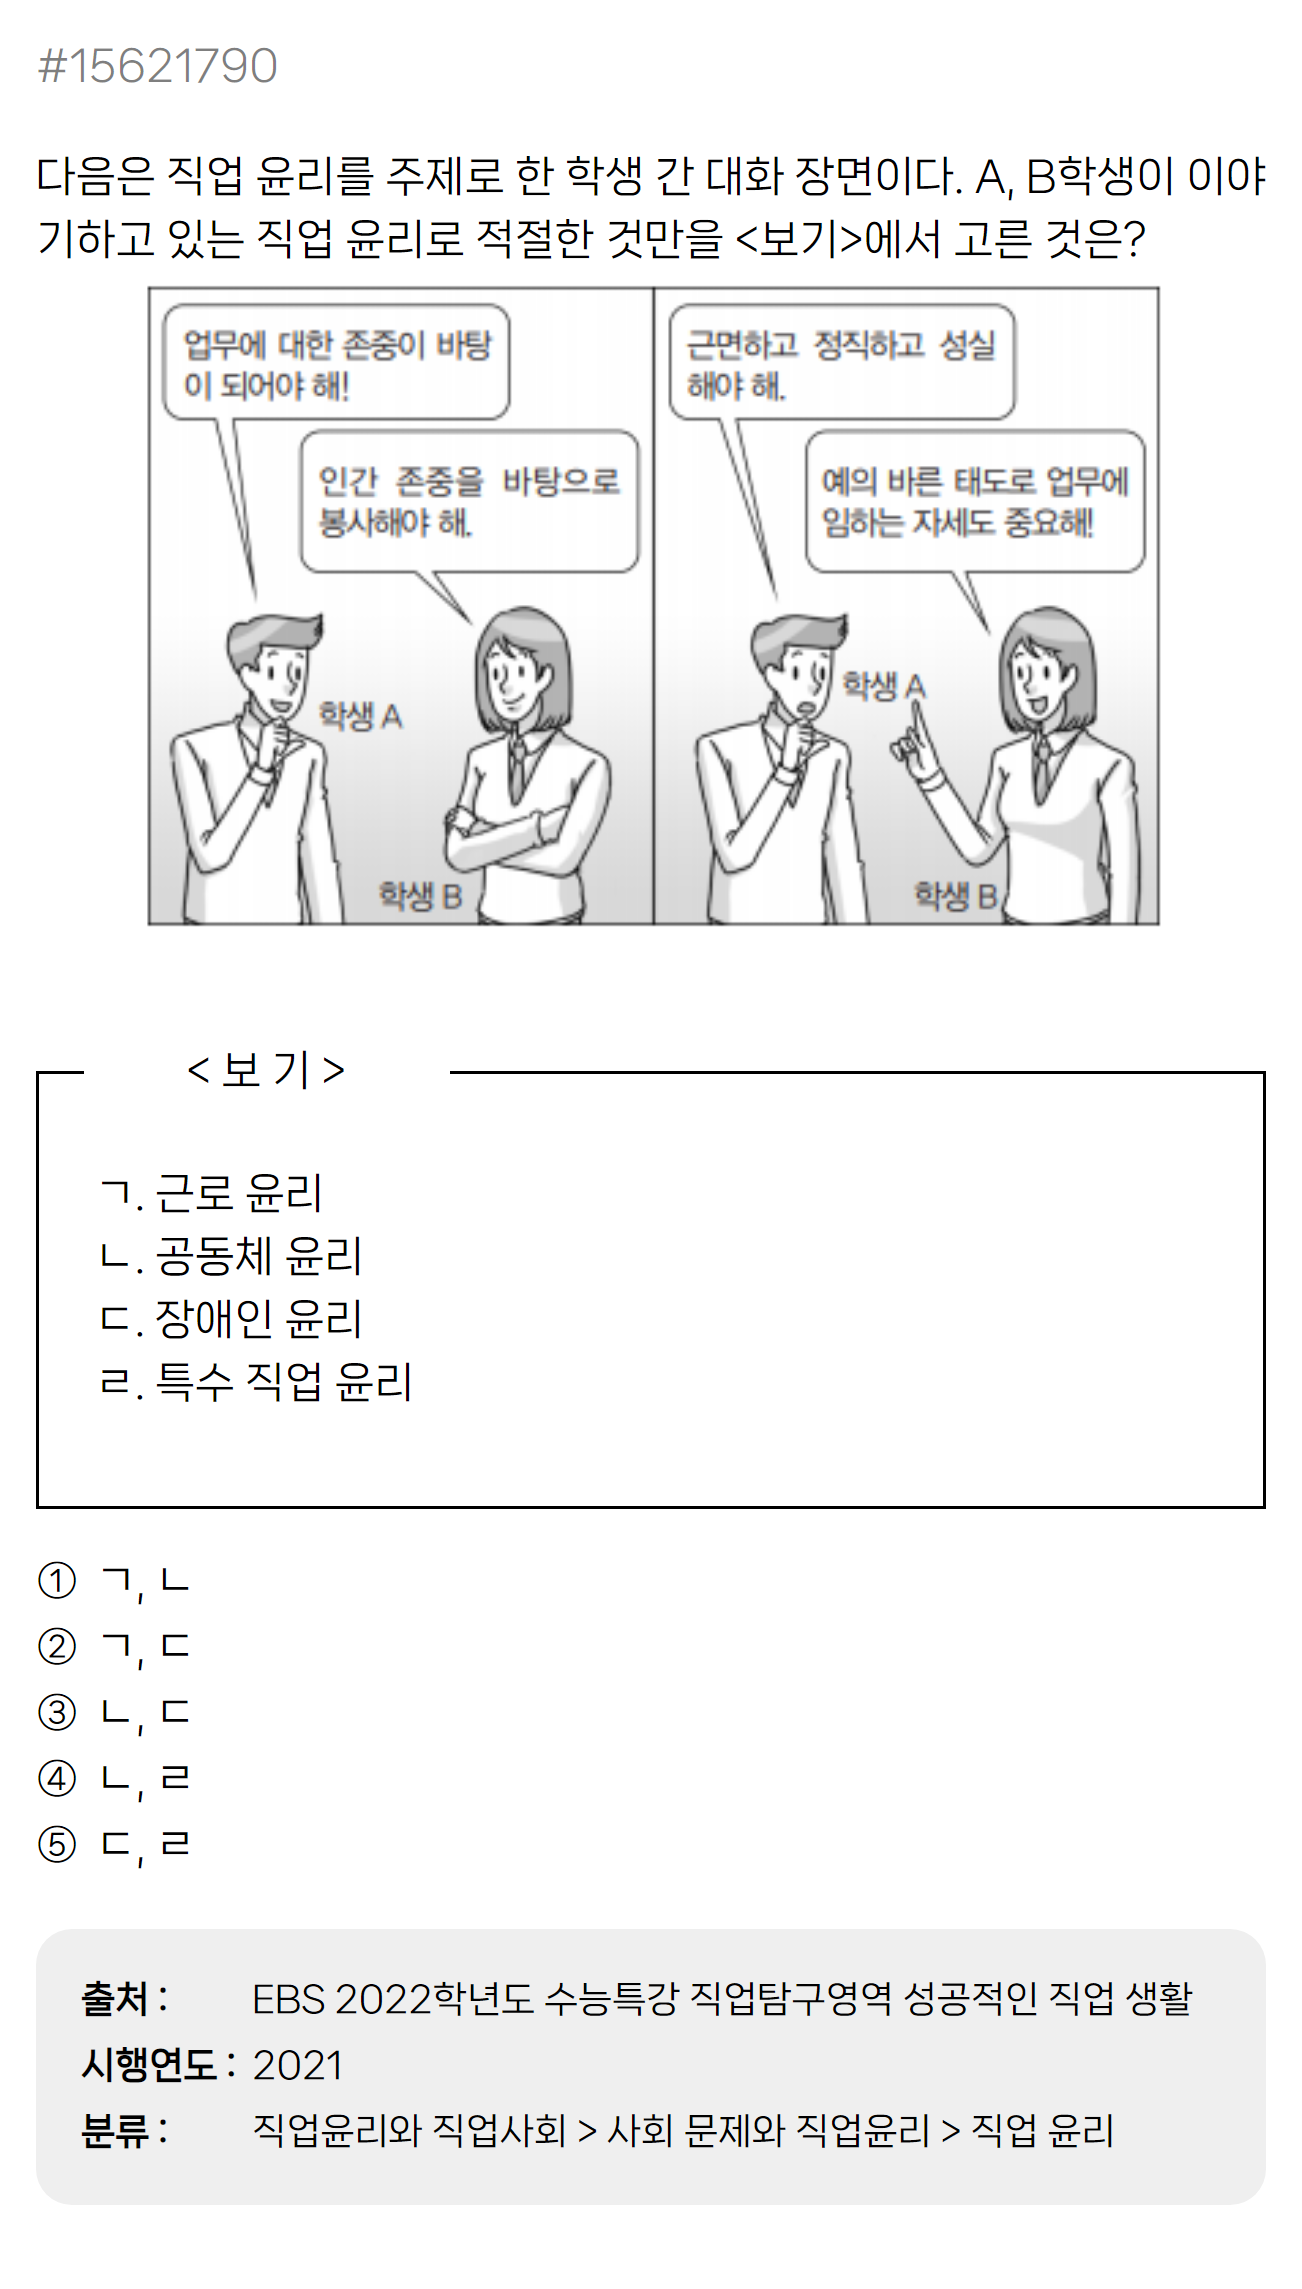 #15621790
다음은 직업 윤리를 주제로 한 학생 간 대화 장면이다. A, B학생이 이야
기하고 있는 직업 윤리로 적절한 것만을 <보기>에서 고른 것은?
업무에 대한 존중이 바탕
이 되어야 해!
인간 존중을 바탕으로
봉사해야 해.
학생 A
학생 B
근면하고 정직하고 성실
해야 해.
예의 바른 태도로 업무에
임하는 자세도 중요해!
학생 A
학생 B
< 보 기 >
ㄱ. 근로 윤리
ㄴ. 공동체 윤리
ㄷ. 장애인 윤리
ㄹ. 특수 직업 윤리
① ㄱ, ㄴ
② ㄱ, ㄷ
③ ㄴ, ㄷ
④ ㄴ, ㄹ
⑤ ㄷ, ㄹ
출처 : EBS 2022학년도 수능특강 직업탐구영역 성공적인 직업 생활
시행연도 : 2021
분류 : 직업윤리와 직업사회 > 사회 문제와 직업윤리 > 직업 윤리